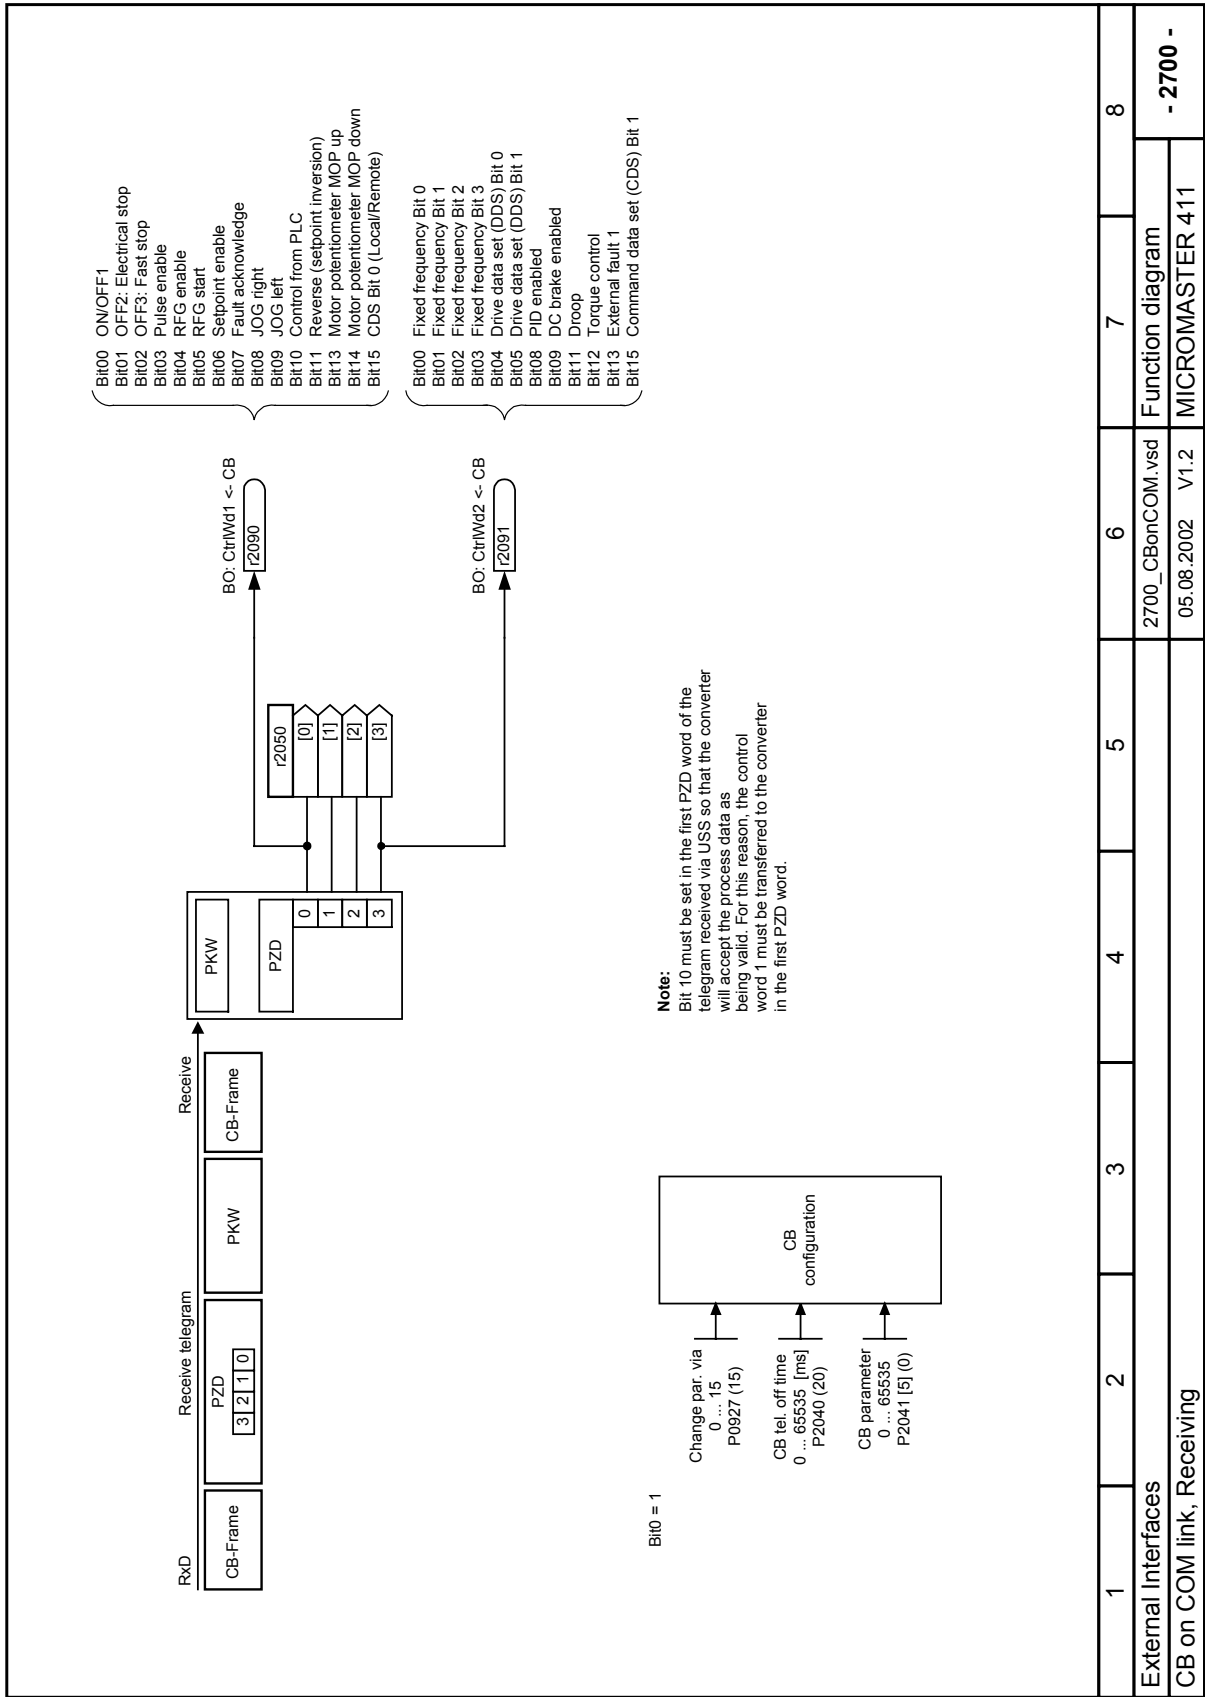 RxD
Receive telegram
Receive
CB-Frame
PZD
3 2 1 0
PKW
CB-Frame
PKW
PZD
0
1
2
3
r2050
[0]
[1]
[2]
[3]
BO: CtrlWd1 <- CB
r2090
BO: CtrlWd2 <- CB
r2091
Bit00 ON/OFF1
Bit01 OFF2: Electrical stop
Bit02 OFF3: Fast stop
Bit03 Pulse enable
Bit04 RFG enable
Bit05 RFG start
Bit06 Setpoint enable
Bit07 Fault acknowledge
Bit08 JOG right
Bit09 JOG left
Bit10 Control from PLC
Bit11 Reverse (setpoint inversion)
Bit13 Motor potentiometer MOP up
Bit14 Motor potentiometer MOP down
Bit15 CDS Bit 0 (Local/Remote)
Bit00 Fixed frequency Bit 0
Bit01 Fixed frequency Bit 1
Bit02 Fixed frequency Bit 2
Bit03 Fixed frequency Bit 3
Bit04 Drive data set (DDS) Bit 0
Bit05 Drive data set (DDS) Bit 1
Bit08 PID enabled
Bit09 DC brake enabled
Bit11 Droop
Bit12 Torque control
Bit13 External fault 1
Bit15 Command data set (CDS) Bit 1
Bit0 = 1
Change par. via
0 ... 15
P0927 (15)
CB tel. off time
0 ... 65535 [ms]
P2040 (20)
CB parameter
0 ... 65535
P2041 [5] (0)
CB
configuration
Note:
Bit 10 must be set in the first PZD word of the
telegram received via USS so that the converter
will accept the process data as
being valid. For this reason, the control
word 1 must be transferred to the converter
in the first PZD word.
1 2 3 4 5 6 7 8
External Interfaces
2700_CBonCOM.vsd
Function diagram
- 2700 -
CB on COM link, Receiving
05.08.2002 V1.2
MICROMASTER 411